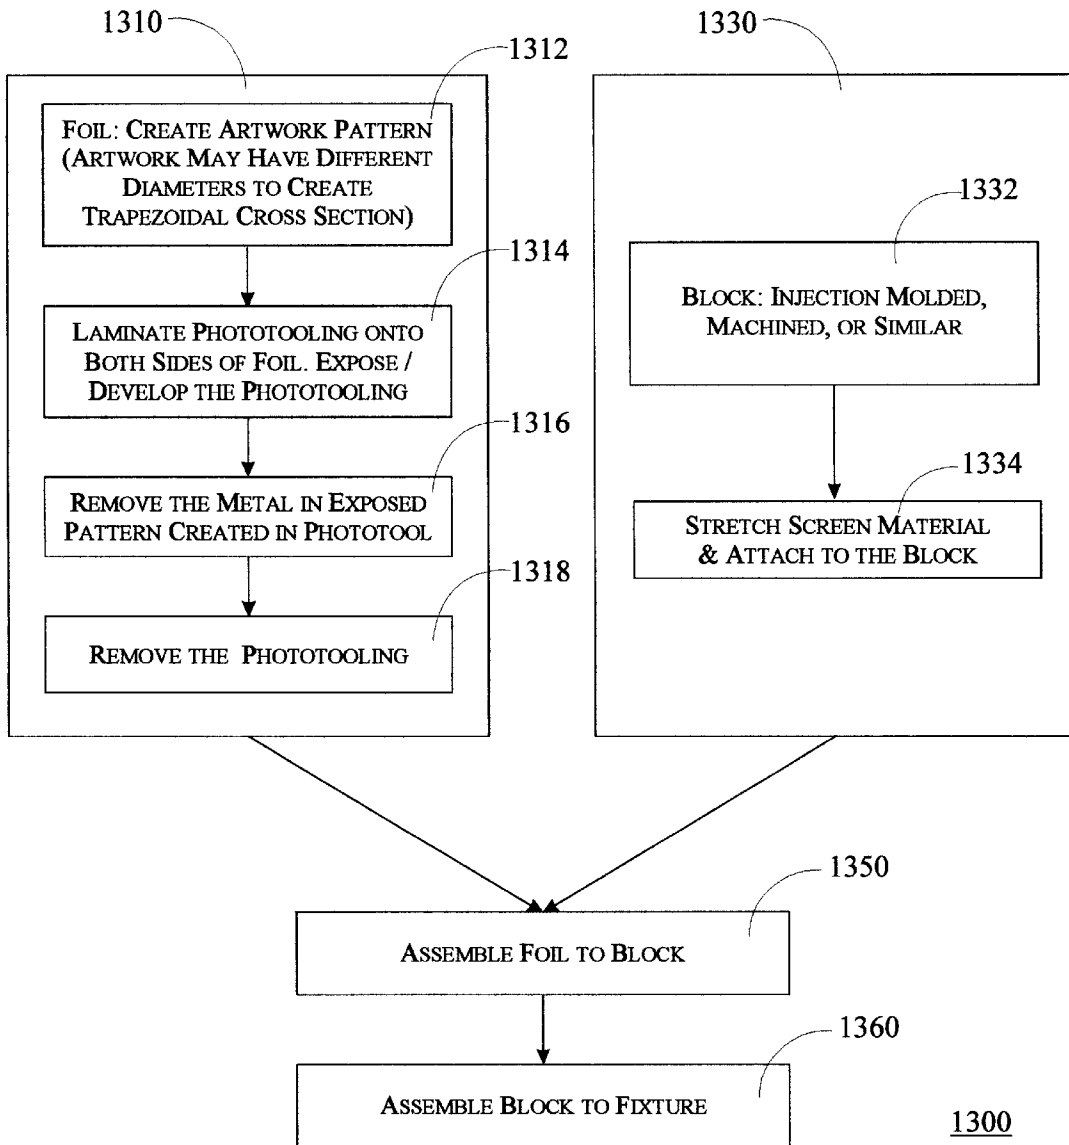 1310
1312
FOIL: CREATE ARTWORK PATTERN
(ARTWORK MAY HAVE DIFFERENT
DIAMETERS TO CREATE
TRAPEZOIDAL CROSS SECTION)
1314
LAMINATE PHOTOTOOLING ONTO
BOTH SIDES OF FOIL. EXPOSE /
DEVELOP THE PHOTOTOOLING
1316
REMOVE THE METAL IN EXPOSED
PATTERN CREATED IN PHOTOTOOL
1318
REMOVE THE PHOTOTOOLING
1330
1332
BLOCK: INJECTION MOLDED,
MACHINED, OR SIMILAR
1334
STRETCH SCREEN MATERIAL
& ATTACH TO THE BLOCK
1350
ASSEMBLE FOIL TO BLOCK
1360
ASSEMBLE BLOCK TO FIXTURE
1300